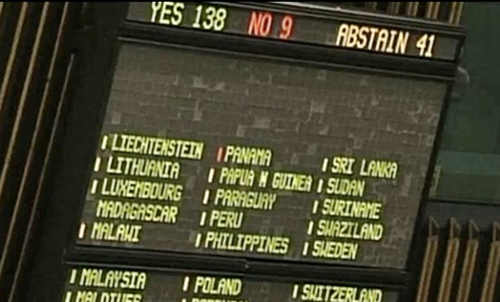 YES 138 NO 9 ABSTAIN 41
LIECHTENSTEIN PANAMA SRI LANKA
LITHUANIA PAPUA N GUINEA SUDAN
LUXEMBOURG PARAGUAY SURINAME
MADAGASCAR PERU SWAZILAND
MALAWI PHILIPPINES SWEDEN
MALAYSIA POLAND SWITZERLAND
MALDIVES